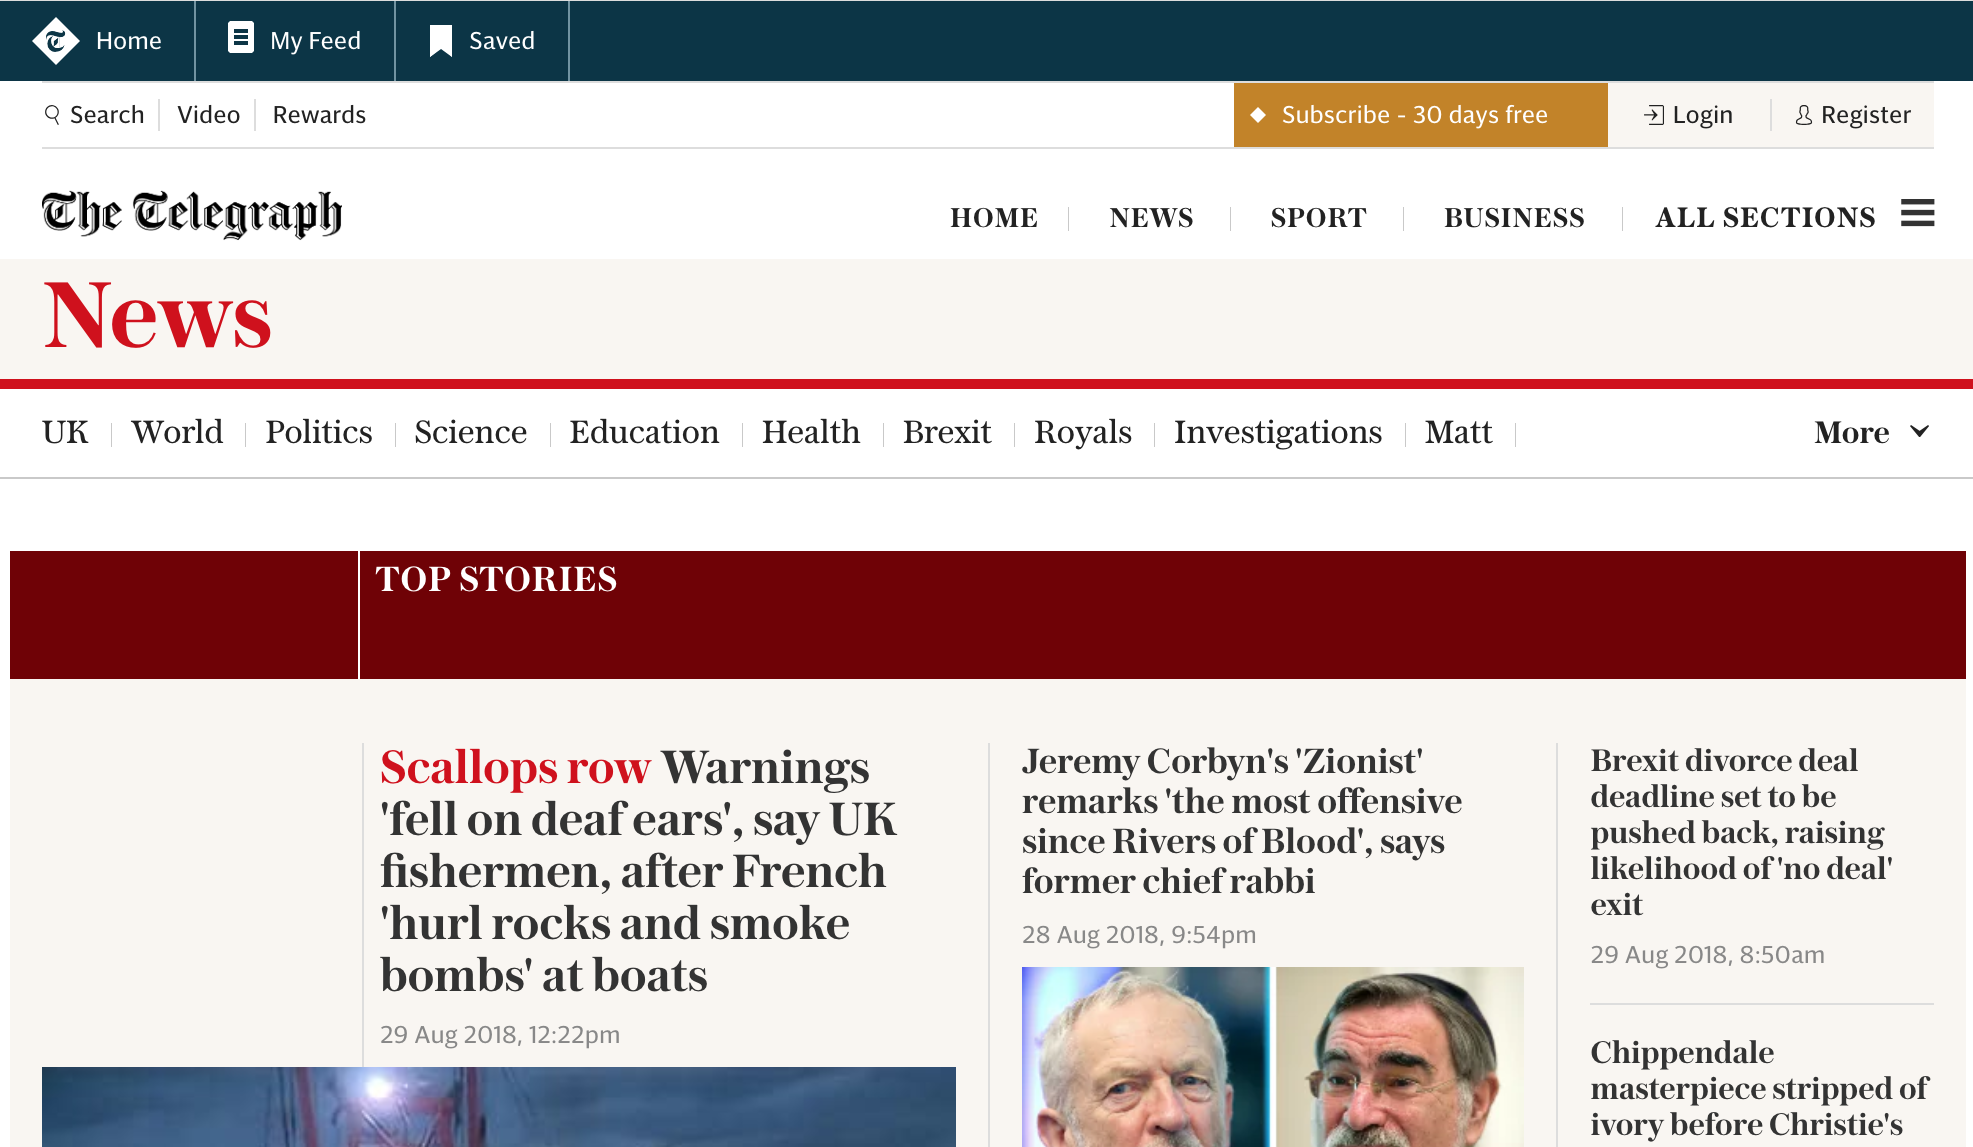 Home
My Feed
Saved
Search
Video
Rewards
Subscribe - 30 days free
Login
Register
The Telegraph
HOME
NEWS
SPORT
BUSINESS
ALL SECTIONS
News
UK
World
Politics
Science
Education
Health
Brexit
Royals
Investigations
Matt
More
TOP STORIES
Scallops row Warnings
'fell on deaf ears', say UK
fishermen, after French
'hurl rocks and smoke
bombs' at boats
29 Aug 2018, 12:22pm
Jeremy Corbyn's 'Zionist'
remarks 'the most offensive
since Rivers of Blood', says
former chief rabbi
28 Aug 2018, 9:54pm
Brexit divorce deal
deadline set to be
pushed back, raising
likelihood of 'no deal'
exit
29 Aug 2018, 8:50am
Chippendale
masterpiece stripped of
ivory before Christie's